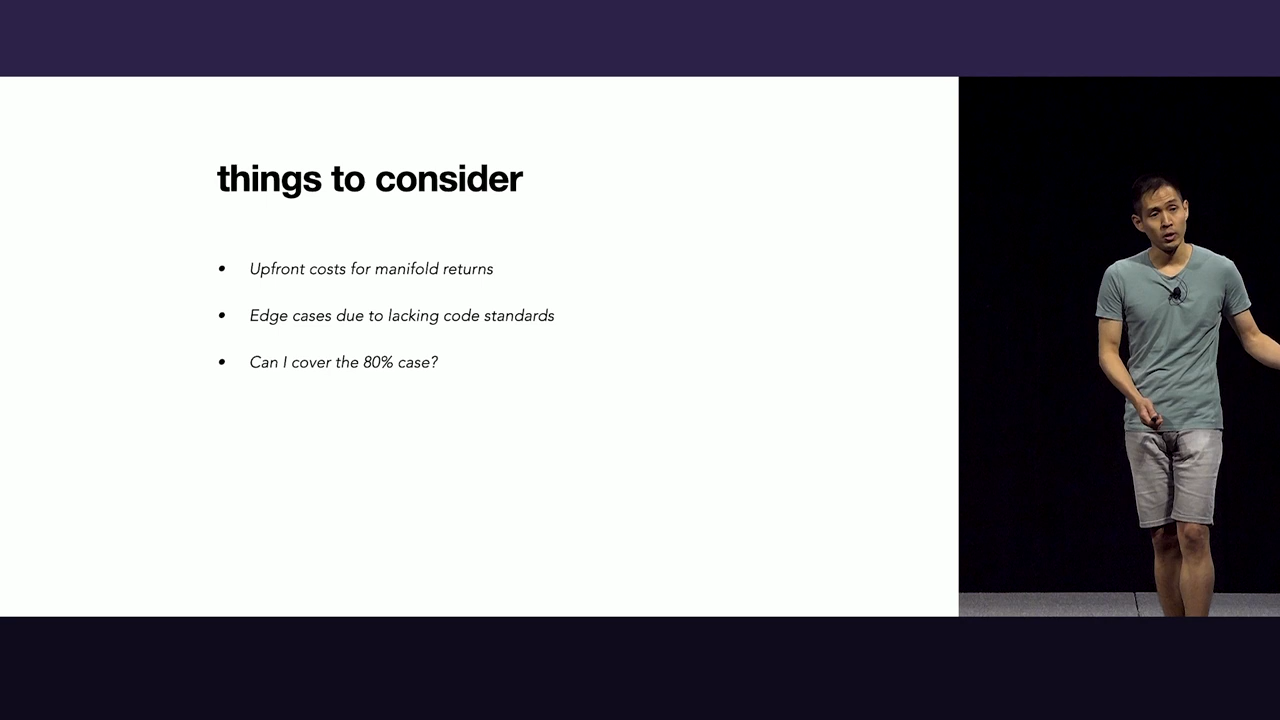 things to consider
• Upfront costs for manifold returns
• Edge cases due to lacking code standards
• Can I cover the 80% case?